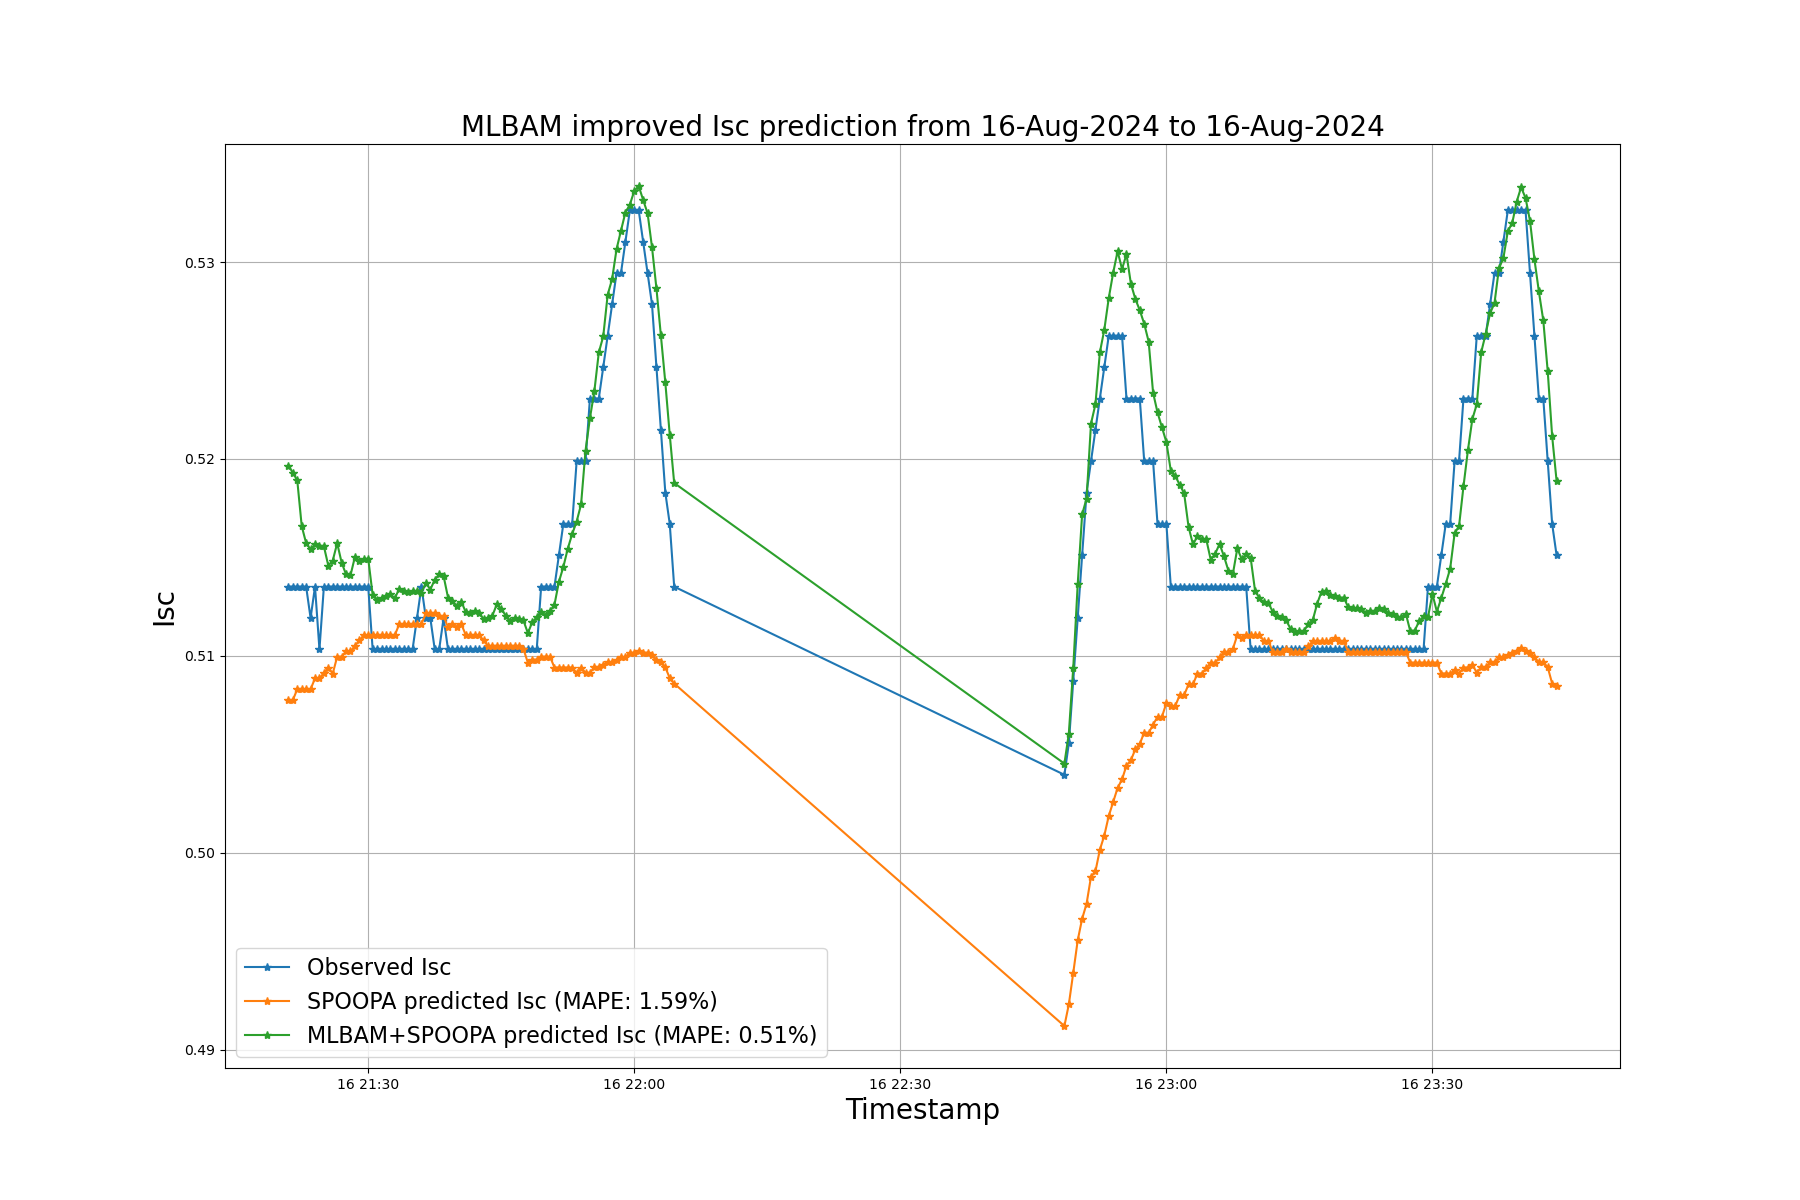 MLBAM improved Isc prediction from 16-Aug-2024 to 16-Aug-2024
Isc
0.53
0.52
0.51
0.50
0.49
Observed Isc
SPOOPA predicted Isc (MAPE: 1.59%)
MLBAM+SPOOPA predicted Isc (MAPE: 0.51%)
16 21:30
16 22:00
16 22:30
16 23:00
16 23:30
Timestamp